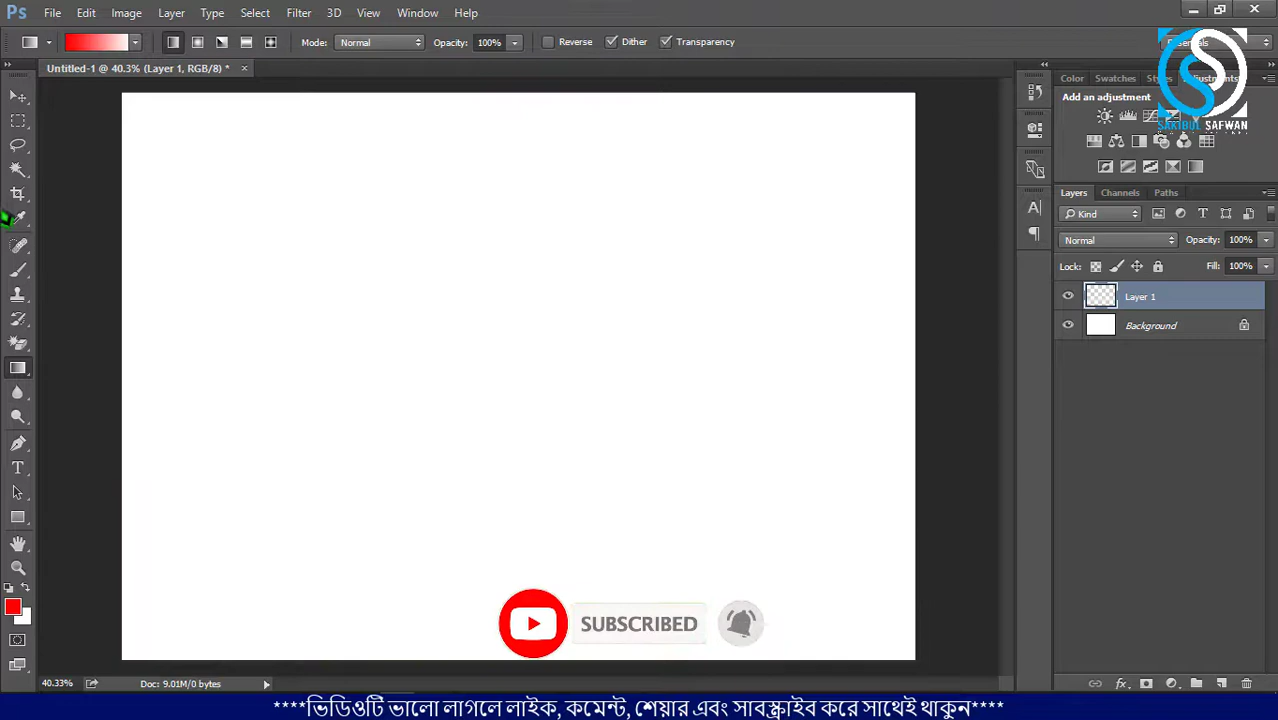 Ps File Edit Image Layer Type Select Filter 3D View Window Help
Mode: Normal Opacity: 100% Reverse Dither Transparency
Untitled-1 @ 40.3% (Layer 1, RGB/8) *
Color Swatches Styles Adjustments
Add an adjustment
SAKIBUL SAFWAN
Layers Channels Paths
Kind
Normal Opacity: 100%
Lock: Fill: 100%
Layer 1
Background
SUBSCRIBED
40.33% Doc: 9.01M/0 bytes
****ভিডিওটি ভালো লাগলে লাইক, কমেন্ট, শেয়ার এবং সাবস্ক্রাইব করে সাথেই থাকুন****